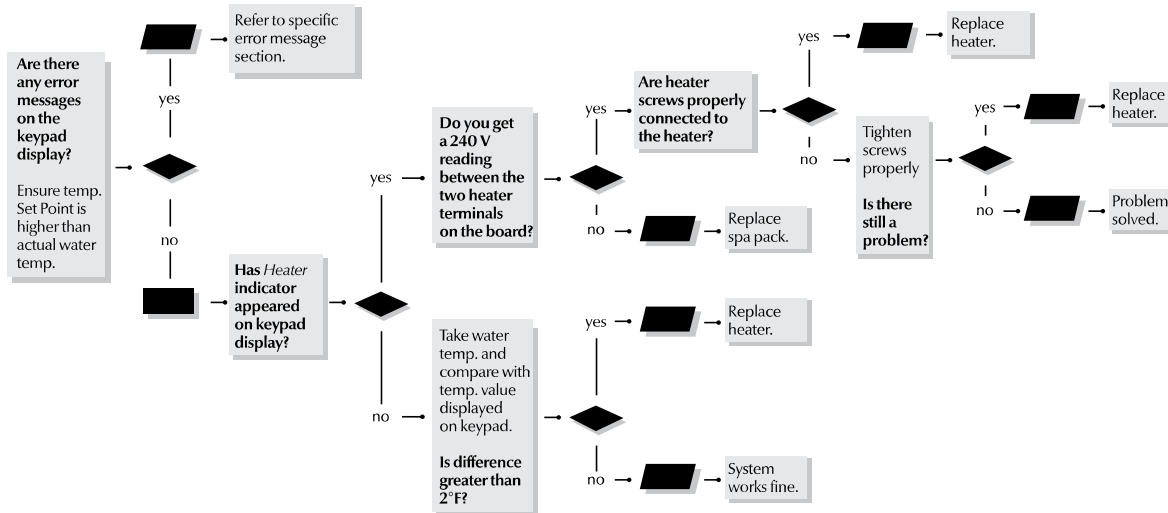 Are there
any error
messages
on the
keypad
display?
Ensure temp.
Set Point is
higher than
actual water
temp.
yes
Refer to specific
error message
section.
no
Has Heater
indicator
appeared
on keypad
display?
yes
Do you get
a 240 V
reading
between the
two heater
terminals
on the board?
yes
Are heater
screws properly
connected to
the heater?
yes
Replace
heater.
no
Tighten
screws
properly
Is there
still a
problem?
yes
Replace
heater.
no
Problem
solved.
no
Replace
spa pack.
no
Take water
temp. and
compare with
temp. value
displayed
on keypad.
Is difference
greater than
2°F?
yes
Replace
heater.
no
System
works fine.